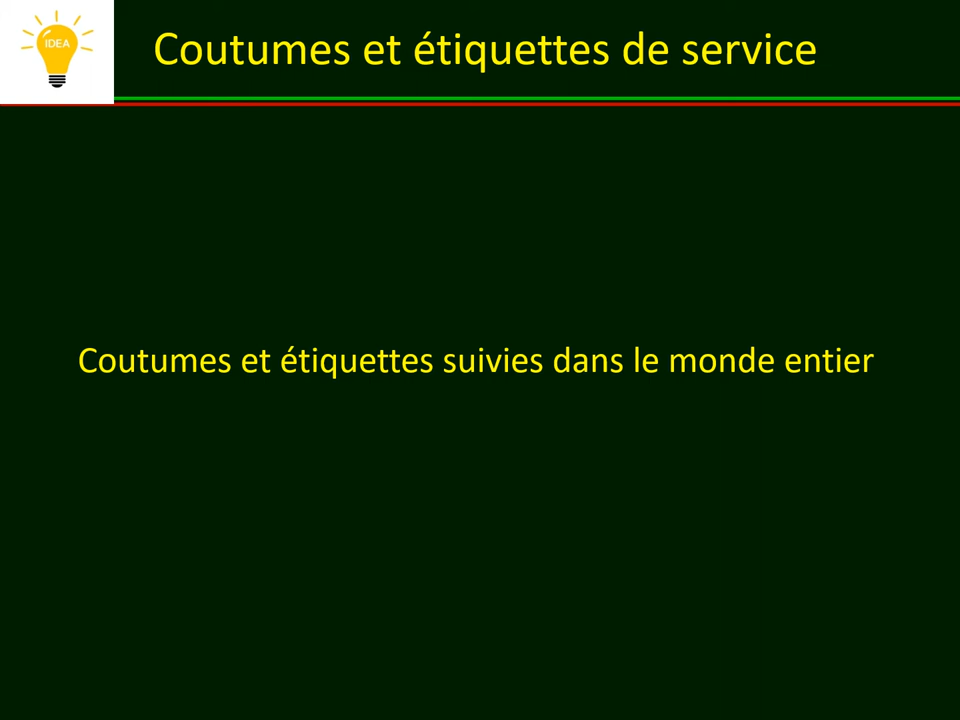 IDEA
Coutumes et étiquettes de service
Coutumes et étiquettes suivies dans le monde entier